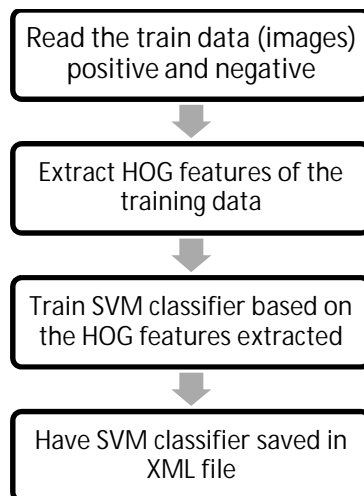 Read the train data (images)
positive and negative
Extract HOG features of the
training data
Train SVM classifier based on
the HOG features extracted
Have SVM classifier saved in
XML file